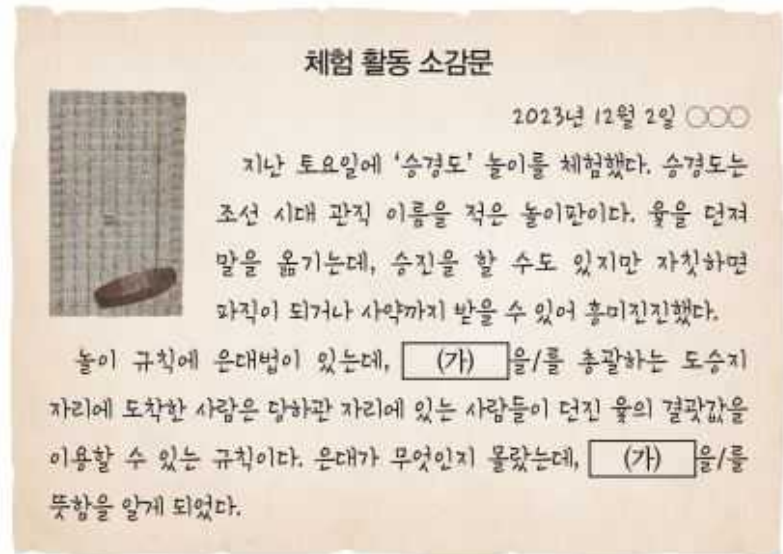 체험 활동 소감문
2023년 12월 2일 ○○○
지난 토요일에 ‘승경도’ 놀이를 체험했다. 승경도는
조선 시대 관직 이름을 적은 놀이판이다. 윷을 던져
말을 옮기는데, 승진을 할 수도 있지만 자칫하면
파직이 되거나 사약까지 받을 수 있어 흥미진진했다.
놀이 규칙에 은대법이 있는데, (가) 을/를 총괄하는 도승지
자리에 도착한 사람은 당하관 자리에 있는 사람들이 던진 윷의 결괏값을
이용할 수 있는 규칙이다. 은대가 무엇인지 몰랐는데, (가) 을/를
뜻함을 알게 되었다.